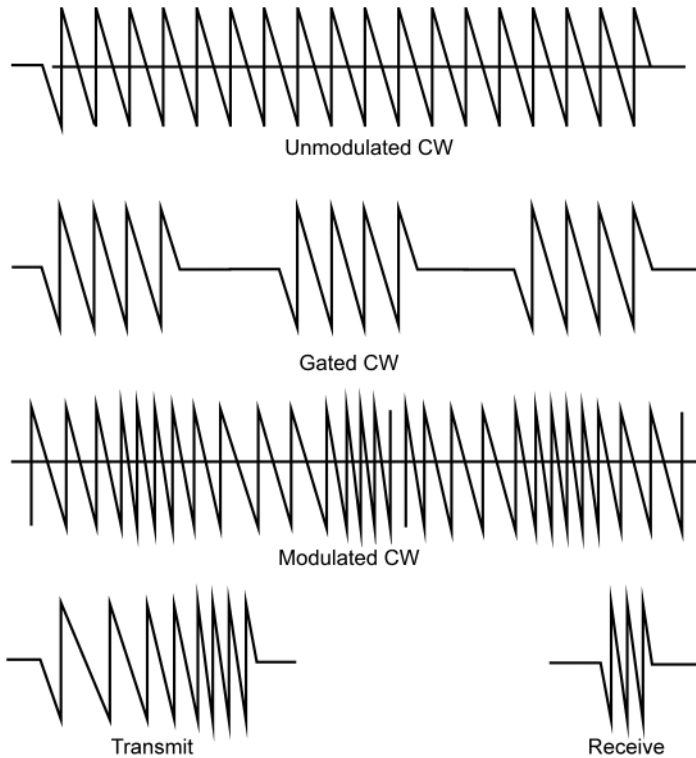 Unmodulated CW
Gated CW
Modulated CW
Transmit
Receive